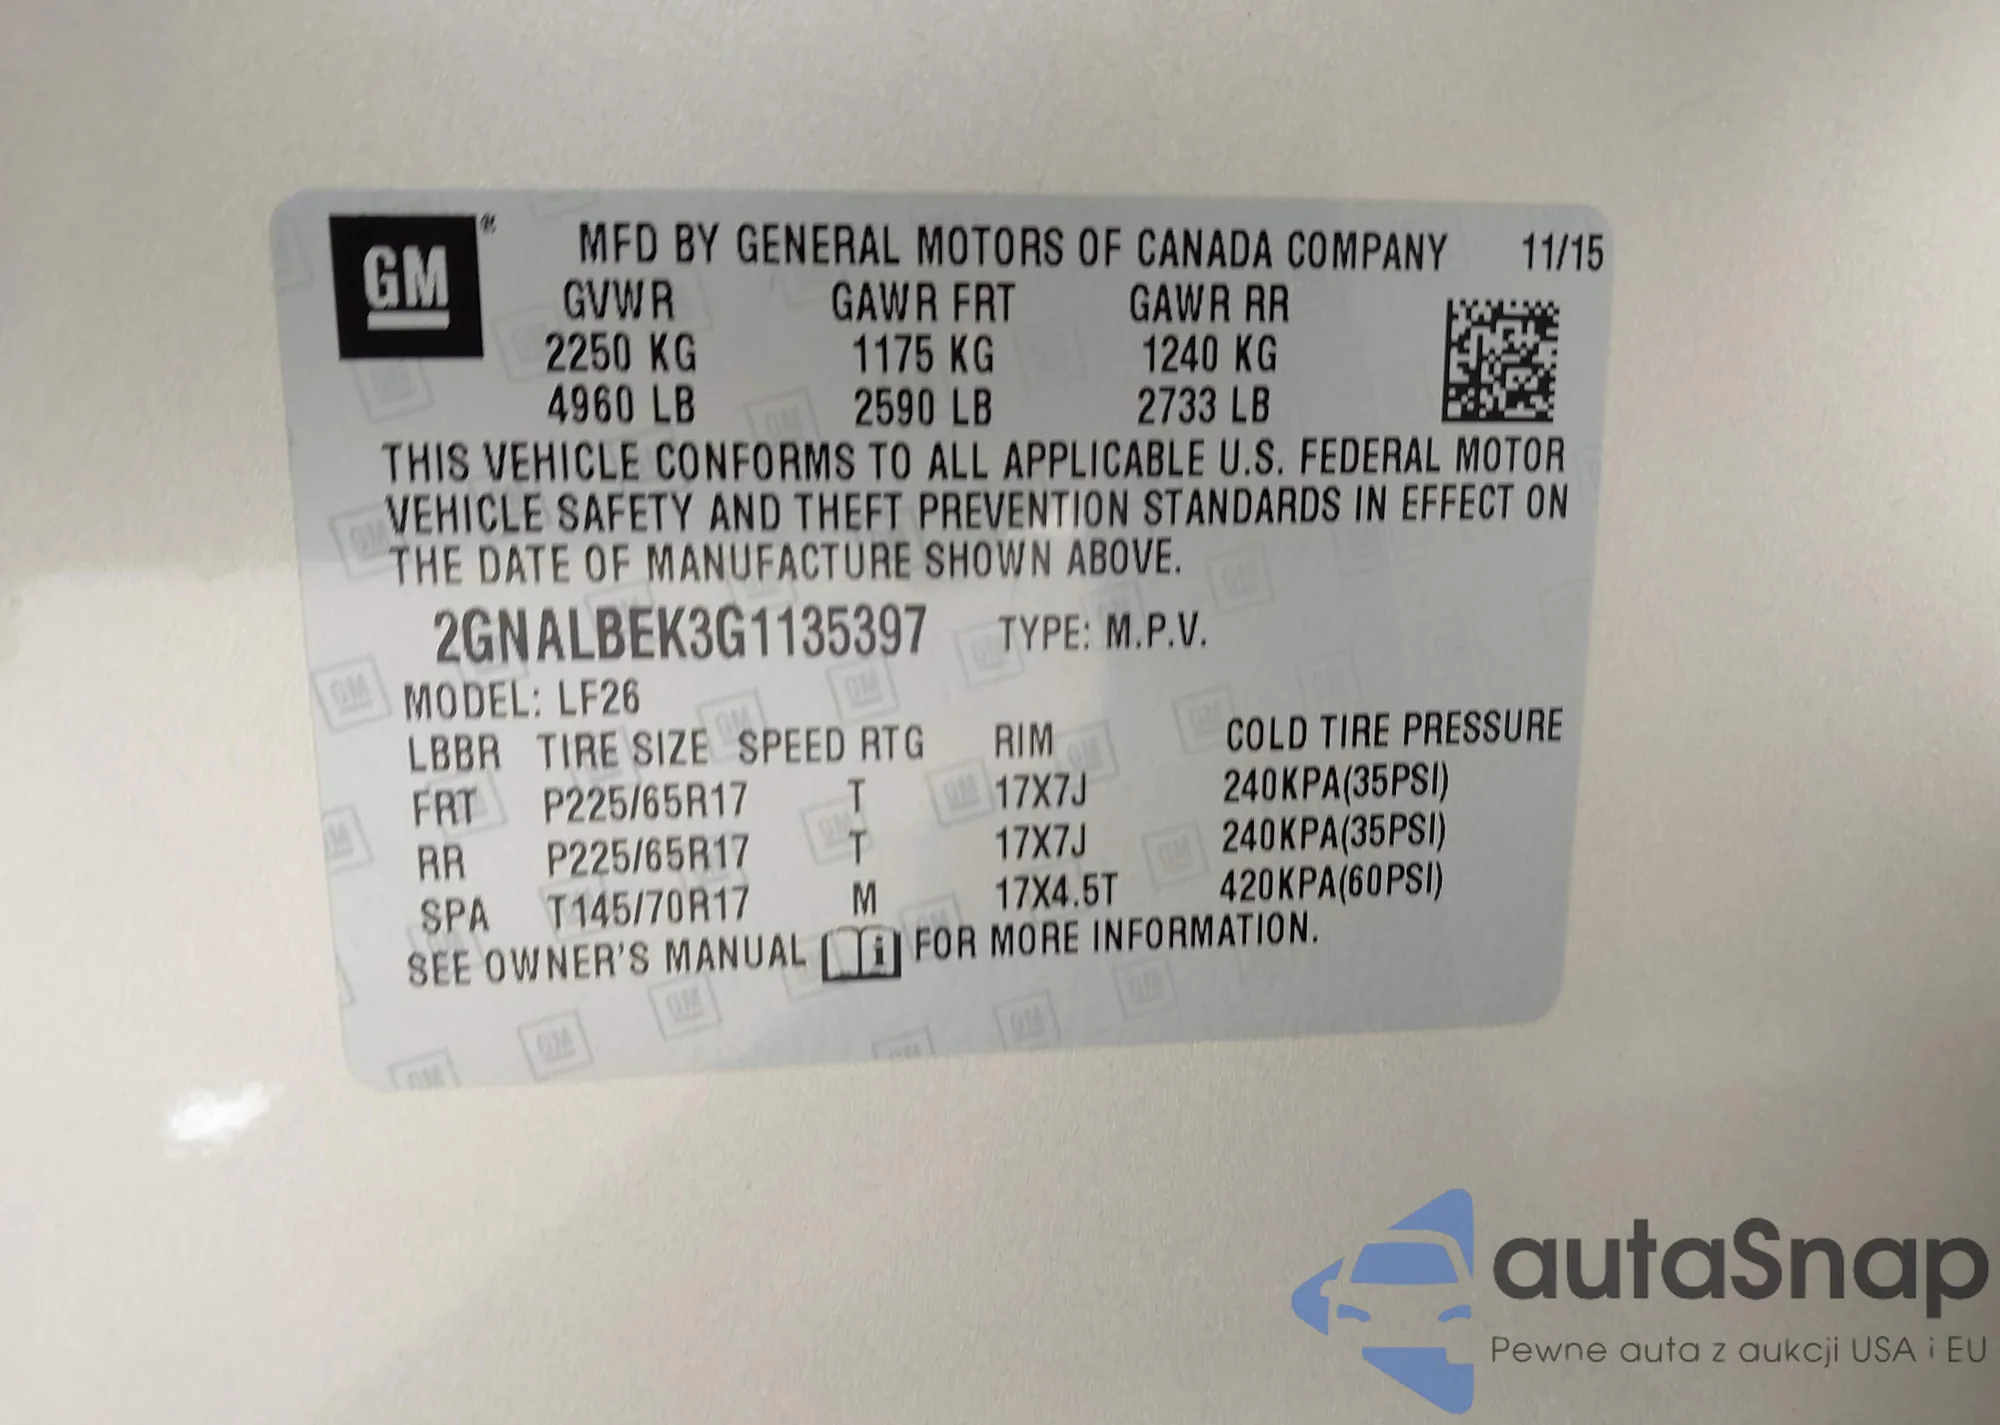 GM
MFD BY GENERAL MOTORS OF CANADA COMPANY 11/15
GVWR GAWR FRT GAWR RR
2250 KG 1175 KG 1240 KG
4960 LB 2590 LB 2733 LB
THIS VEHICLE CONFORMS TO ALL APPLICABLE U.S. FEDERAL MOTOR
VEHICLE SAFETY AND THEFT PREVENTION STANDARDS IN EFFECT ON
THE DATE OF MANUFACTURE SHOWN ABOVE.
2GNALBEK3G1135397 TYPE: M.P.V.
MODEL: LF26
LBBR TIRE SIZE SPEED RTG RIM COLD TIRE PRESSURE
FRT P225/65R17 T 17X7J 240KPA(35PSI)
RR P225/65R17 T 17X7J 240KPA(35PSI)
SPA T145/70R17 M 17X4.5T 420KPA(60PSI)
SEE OWNER'S MANUAL i FOR MORE INFORMATION.
autaSnap
Pewne auta z aukcji USA i EU